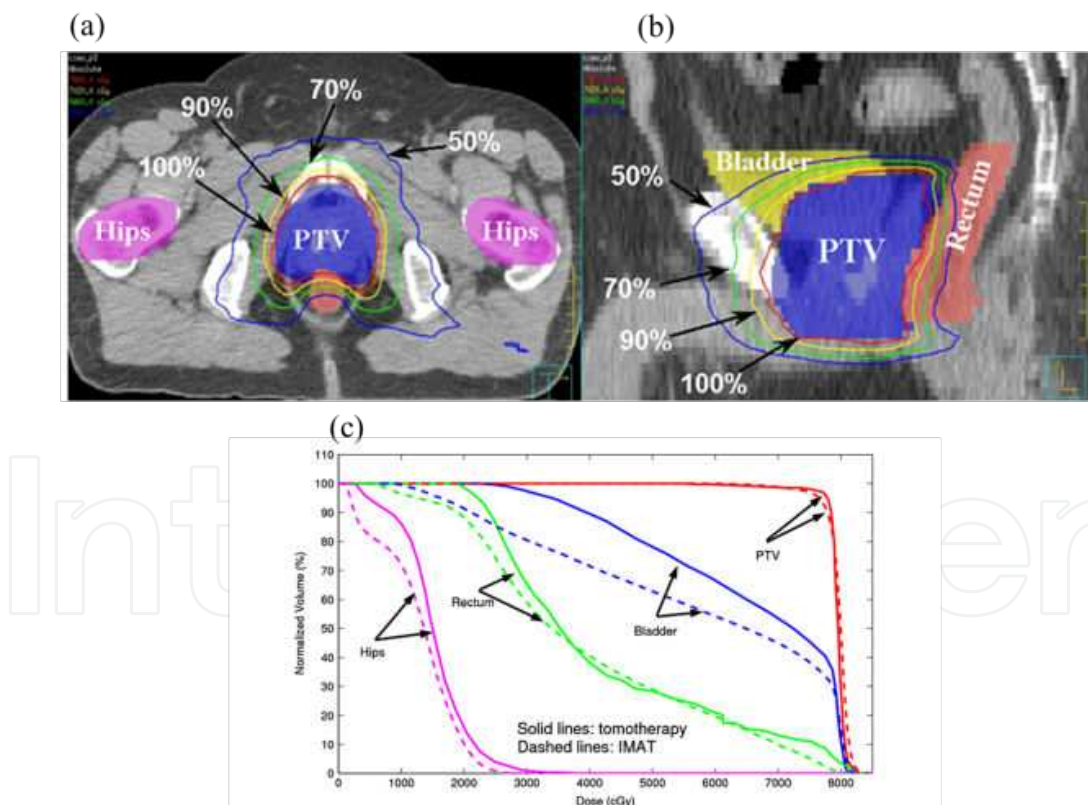 (a)
(b)
70%
90%
50%
100%
Hips
PTV
Hips
Bladder
50%
PTV
Rectum
70%
90%
100%
(c)
110
100
90
80
70
60
50
40
30
20
10
0
Normalized Volume (%)
PTV
Rectum
Bladder
Hips
Solid lines: tomotherapy
Dashed lines: IMAT
0 1000 2000 3000 4000 5000 6000 7000 8000
Dose (cGy)